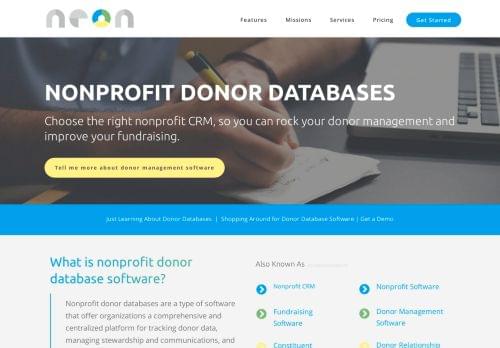 neon
Features Missions Services Pricing Get Started
NONPROFIT DONOR DATABASES
Choose the right nonprofit CRM, so you can rock your donor management and
improve your fundraising.
Tell me more about donor management software
Just Learning About Donor Databases | Shopping Around for Donor Database Software | Get a Demo
What is nonprofit donor
database software?
Nonprofit donor databases are a type of software
that offer organizations a comprehensive and
centralized platform for tracking donor data,
managing stewardship and communications, and
Also Known As
Nonprofit CRM
Nonprofit Software
Fundraising
Software
Donor Management
Software
Constituent
Donor Relationship